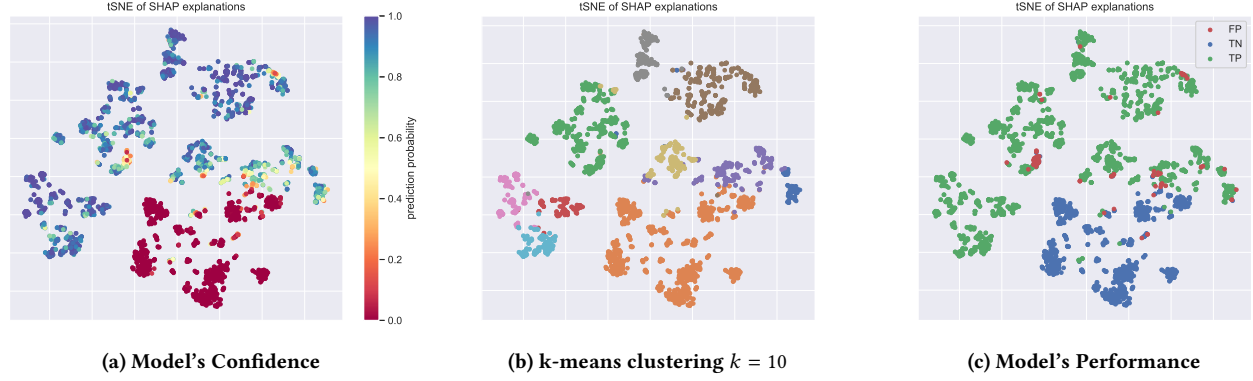 tSNE of SHAP explanations
1.0
0.8
0.6
0.4
0.2
0.0
prediction probability
(a) Model's Confidence
tSNE of SHAP explanations
(b) k-means clustering k = 10
tSNE of SHAP explanations
FP
TN
TP
(c) Model's Performance